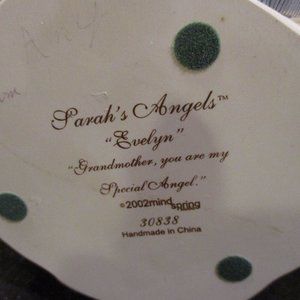 Sarah's Angels™
"Evelyn"
"Grandmother, you are my
Special Angel."
©2002mindspring
30838
Handmade in China